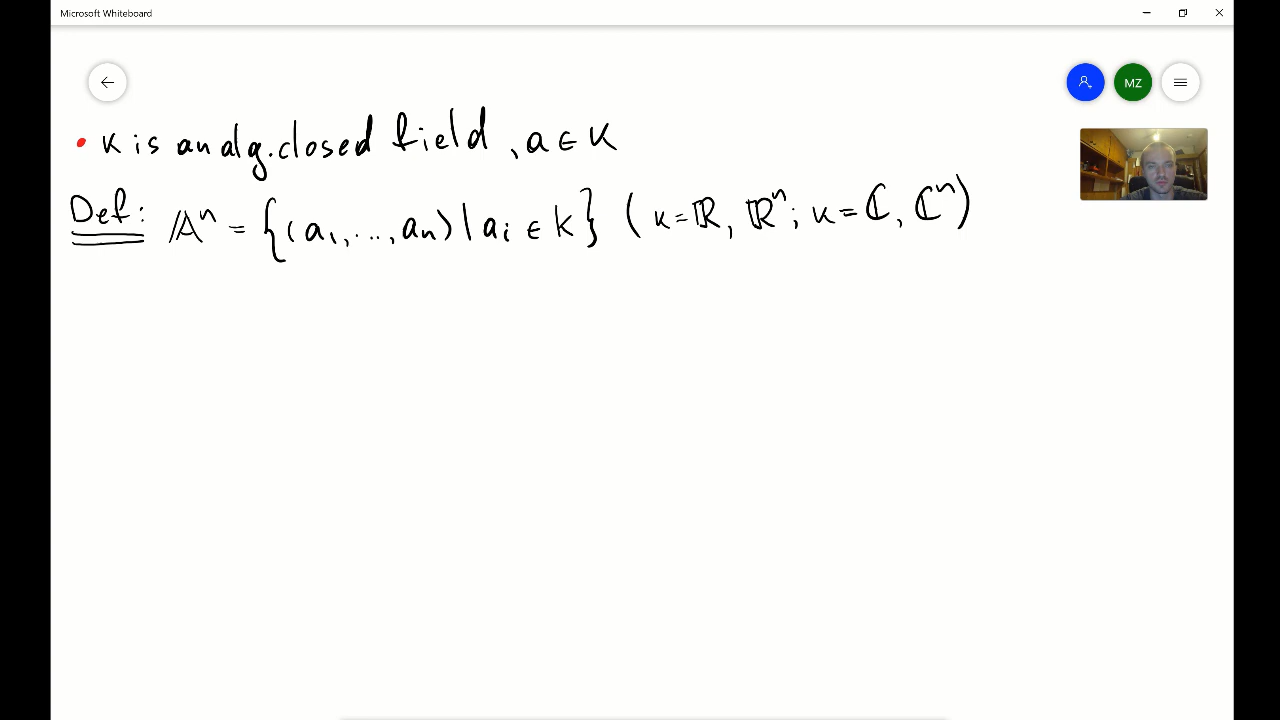 Microsoft Whiteboard
MZ
• k is an alg. closed field, a ∈ k
Def: 𝔸ⁿ = {(a₁, ..., aₙ) | aᵢ ∈ k} (k = ℝ, ℝⁿ; k = ℂ, ℂⁿ)